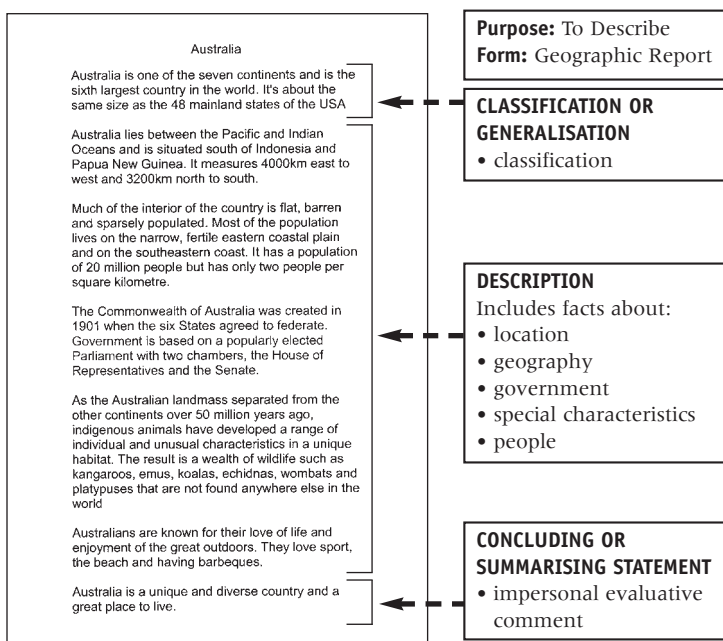 Australia
Australia is one of the seven continents and is the
sixth largest country in the world. It's about the
same size as the 48 mainland states of the USA
Australia lies between the Pacific and Indian
Oceans and is situated south of Indonesia and
Papua New Guinea. It measures 4000km east to
west and 3200km north to south.
Much of the interior of the country is flat, barren
and sparsely populated. Most of the population
lives on the narrow, fertile eastern coastal plain
and on the southeastern coast. It has a population
of 20 million people but has only two people per
square kilometre.
The Commonwealth of Australia was created in
1901 when the six States agreed to federate.
Government is based on a popularly elected
Parliament with two chambers, the House of
Representatives and the Senate.
As the Australian landmass separated from the
other continents over 50 million years ago,
indigenous animals have developed a range of
individual and unusual characteristics in a unique
habitat. The result is a wealth of wildlife such as
kangaroos, emus, koalas, echidnas, wombats and
platypuses that are not found anywhere else in the
world
Australians are known for their love of life and
enjoyment of the great outdoors. They love sport,
the beach and having barbeques.
Australia is a unique and diverse country and a
great place to live.
Purpose: To Describe
Form: Geographic Report
CLASSIFICATION OR
GENERALISATION
• classification
DESCRIPTION
Includes facts about:
• location
• geography
• government
• special characteristics
• people
CONCLUDING OR
SUMMARISING STATEMENT
• impersonal evaluative
comment